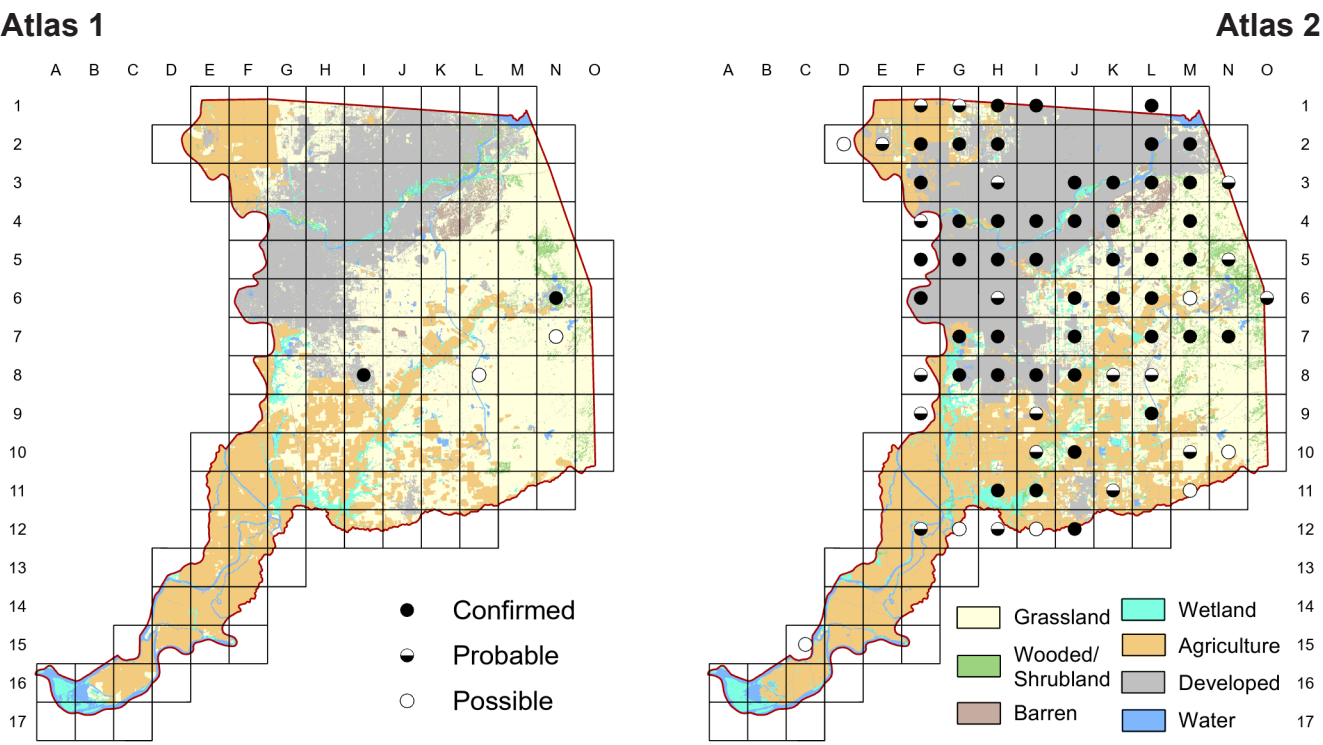 Atlas 1
Atlas 2
A B C D E F G H I J K L M N O
A B C D E F G H I J K L M N O
1 1
2 2
3 3
4 4
5 5
6 6
7 7
8 8
9 9
10 10
11 11
12 12
13 13
14 14
15 15
16 16
17 17
Confirmed
Probable
Possible
Grassland
Wooded/
Shrubland
Barren
Wetland
Agriculture
Developed
Water